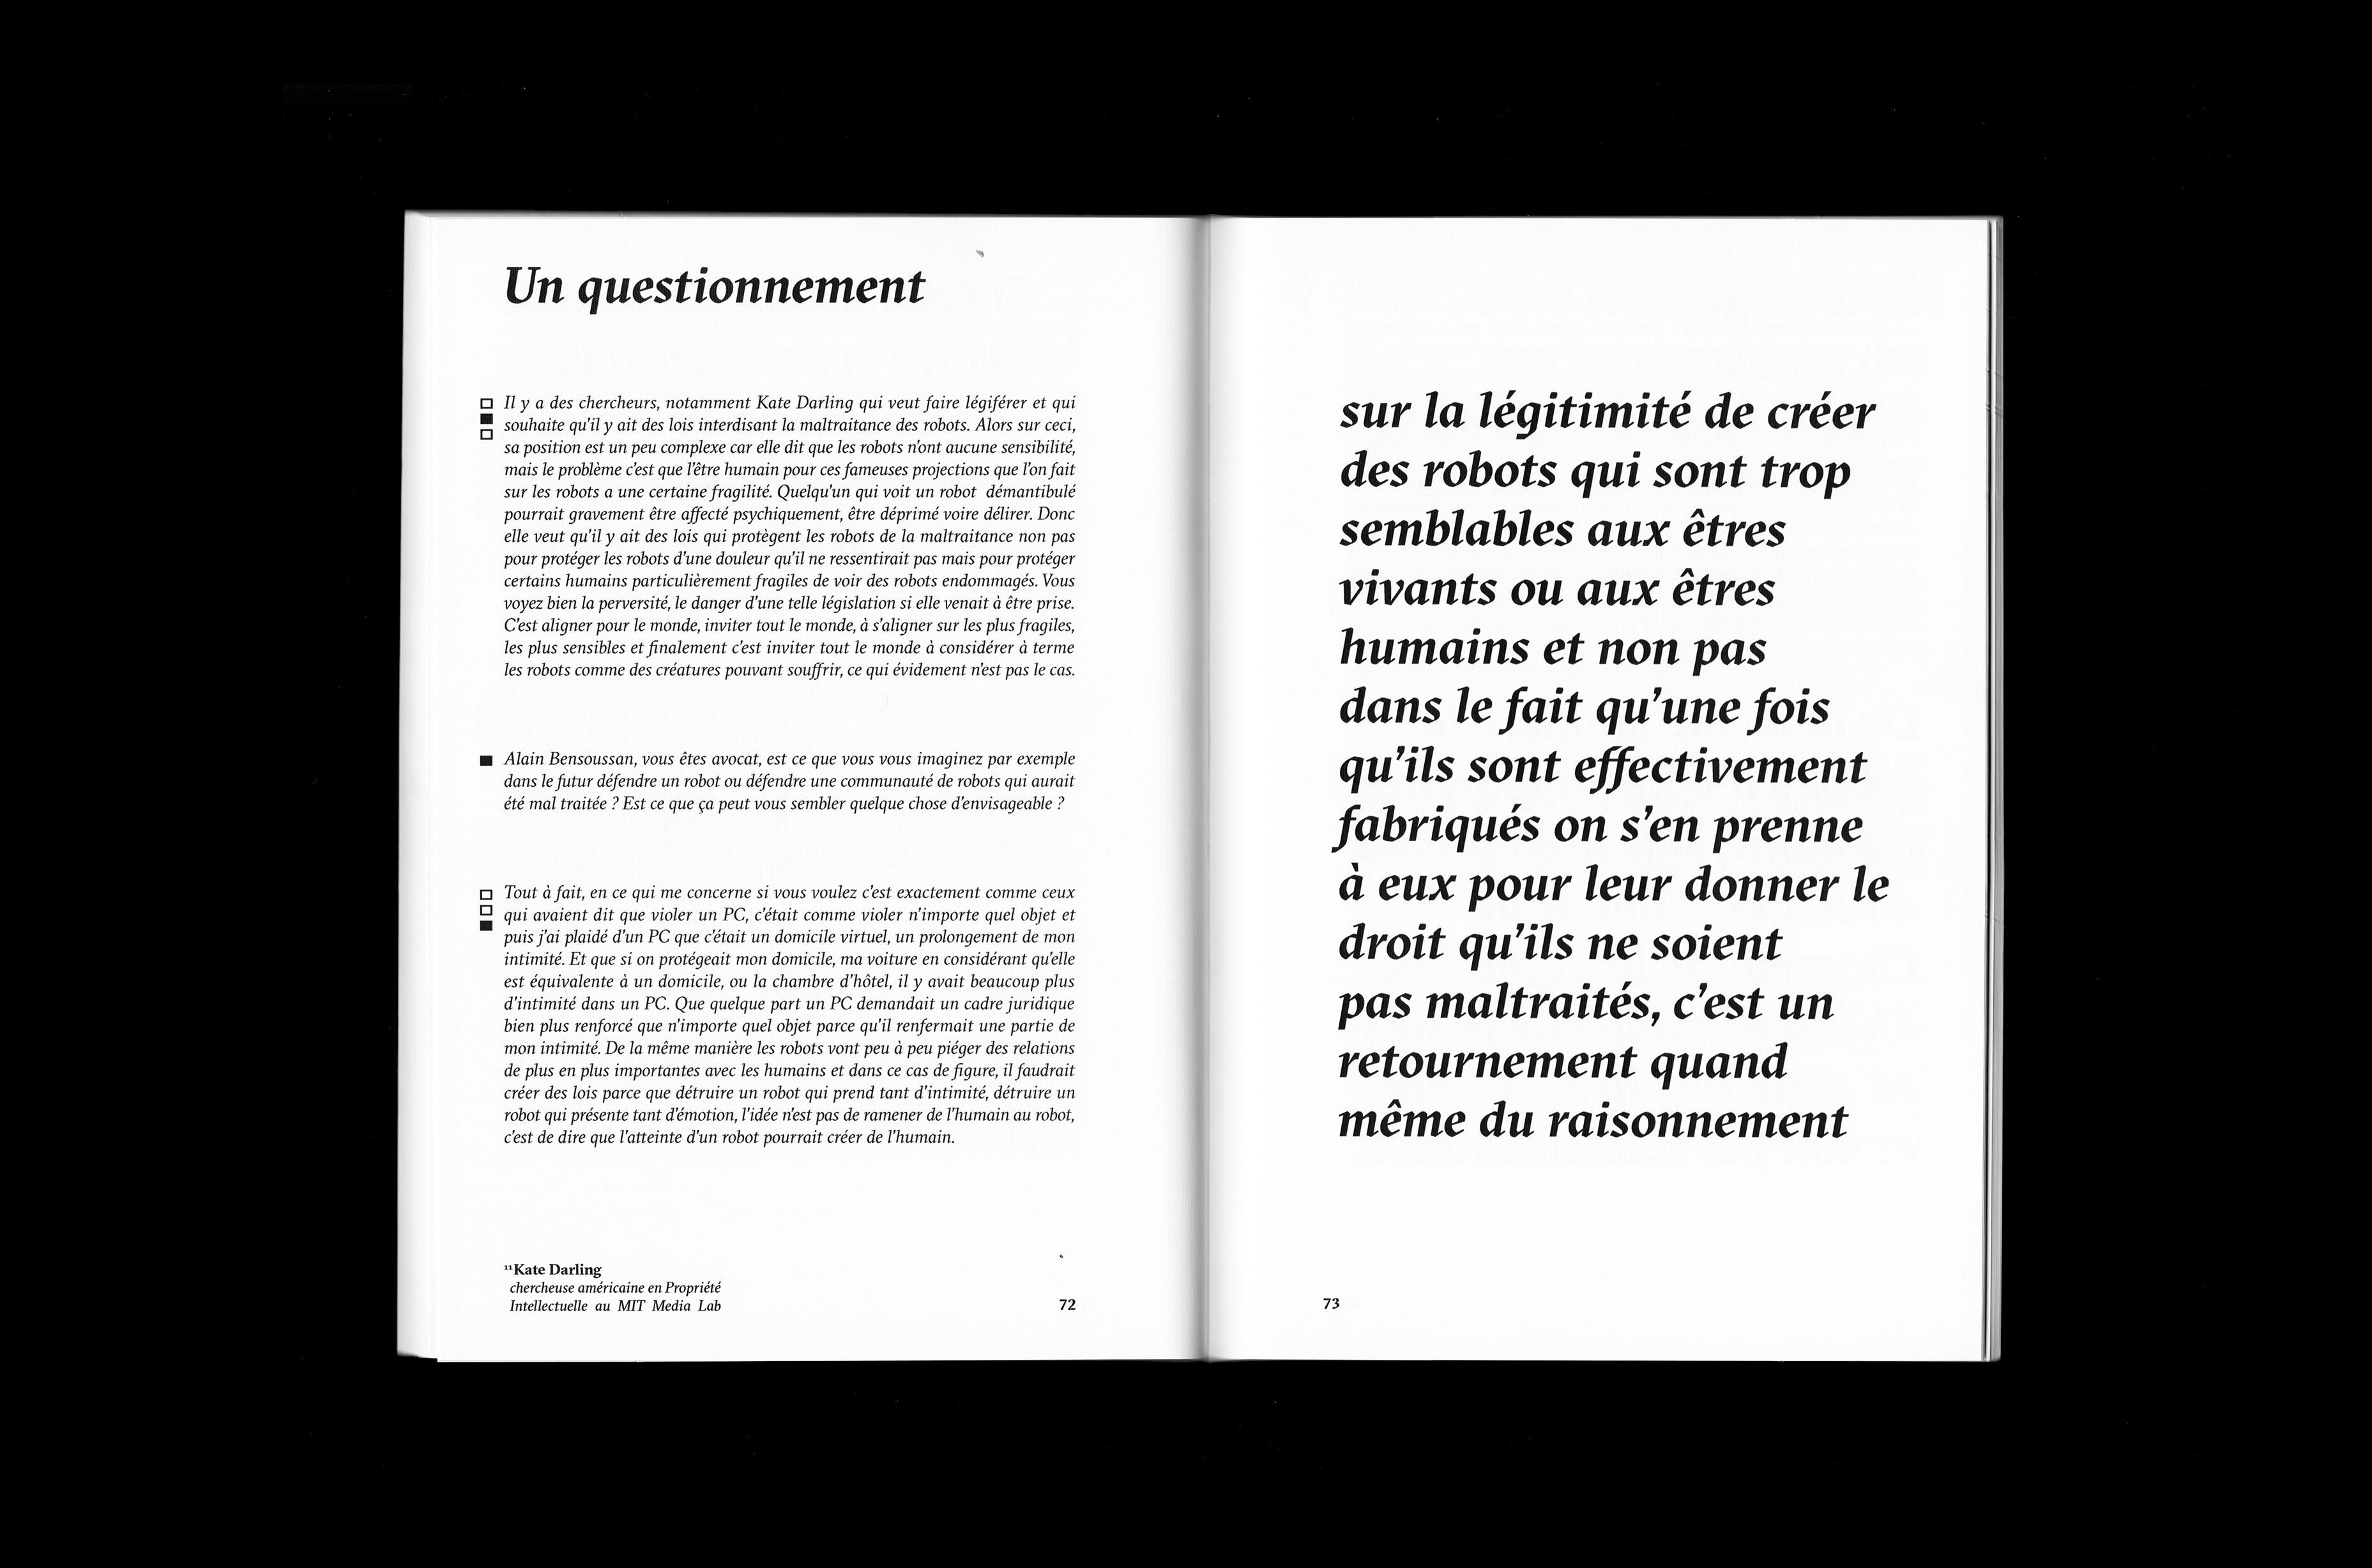 Un questionnement
Il y a des chercheurs, notamment Kate Darling qui veut faire légiférer et qui
souhaite qu'il y ait des lois interdisant la maltraitance des robots. Alors sur ceci,
sa position est un peu complexe car elle dit que les robots n'ont aucune sensibilité,
mais le problème c'est que l'être humain pour ces fameuses projections que l'on fait
sur les robots a une certaine fragilité. Quelqu'un qui voit un robot démantibulé
pourrait gravement être affecté psychiquement, être déprimé voire délirer. Donc
elle veut qu'il y ait des lois qui protègent les robots de la maltraitance non pas
pour protéger les robots d'une douleur qu'il ne ressentirait pas mais pour protéger
certains humains particulièrement fragiles de voir des robots endommagés. Vous
voyez bien la perversité, le danger d'une telle législation si elle venait à être prise.
C'est aligner pour le monde, inviter tout le monde, à s'aligner sur les plus fragiles,
les plus sensibles et finalement c'est inviter tout le monde à considérer à terme
les robots comme des créatures pouvant souffrir, ce qui évidement n'est pas le cas.
Alain Bensoussan, vous êtes avocat, est ce que vous vous imaginez par exemple
dans le futur défendre un robot ou défendre une communauté de robots qui aurait
été mal traitée ? Est ce que ça peut vous sembler quelque chose d'envisageable ?
Tout à fait, en ce qui me concerne si vous voulez c'est exactement comme ceux
qui avaient dit que violer un PC, c'était comme violer n'importe quel objet et
puis j'ai plaidé d'un PC que c'était un domicile virtuel, un prolongement de mon
intimité. Et que si on protégeait mon domicile, ma voiture en considérant qu'elle
est équivalente à un domicile, ou la chambre d'hôtel, il y avait beaucoup plus
d'intimité dans un PC. Que quelque part un PC demandait un cadre juridique
bien plus renforcé que n'importe quel objet parce qu'il renfermait une partie de
mon intimité. De la même manière les robots vont peu à peu piéger des relations
de plus en plus importantes avec les humains et dans ce cas de figure, il faudrait
créer des lois parce que détruire un robot qui prend tant d'intimité, détruire un
robot qui présente tant d'émotion, l'idée n'est pas de ramener de l'humain au robot,
c'est de dire que l'atteinte d'un robot pourrait créer de l'humain.
¹¹Kate Darling
chercheuse américaine en Propriété
Intellectuelle au MIT Media Lab
72
sur la légitimité de créer
des robots qui sont trop
semblables aux êtres
vivants ou aux êtres
humains et non pas
dans le fait qu'une fois
qu'ils sont effectivement
fabriqués on s'en prenne
à eux pour leur donner le
droit qu'ils ne soient
pas maltraités, c'est un
retournement quand
même du raisonnement
73